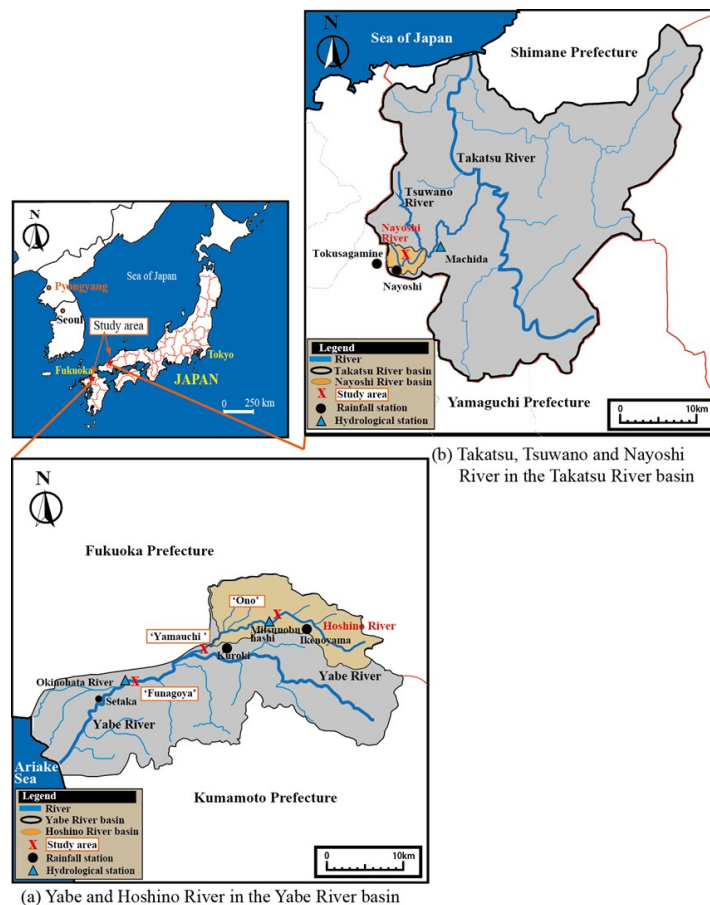 N
Sea of Japan
Pyongyang
Seoul
Study area
Fukuoka
Tokyo
JAPAN
0 250 km
N
Sea of Japan
Shimane Prefecture
Takatsu River
Tsuwano
River
Nayoshi
River
Tokusagamine
Machida
Nayoshi
Legend
River
Takatsu River basin
Nayoshi River basin
X Study area
Rainfall station
Hydrological station
Yamaguchi Prefecture
0 10km
X
(b) Takatsu, Tsuwano and Nayoshi
River in the Takatsu River basin
N
Fukuoka Prefecture
'Ono'
X
Mitsunobu
hashi
Hoshino River
'Yamauchi '
X
Ikenoyama
Kuroki
Okinohata River
X
Yabe River
'Funagoya'
Setaka
Yabe River
Ariake
Sea
Kumamoto Prefecture
Legend
River
Yabe River basin
Hoshino River basin
X Study area
Rainfall station
Hydrological station
0 10km
(a) Yabe and Hoshino River in the Yabe River basin